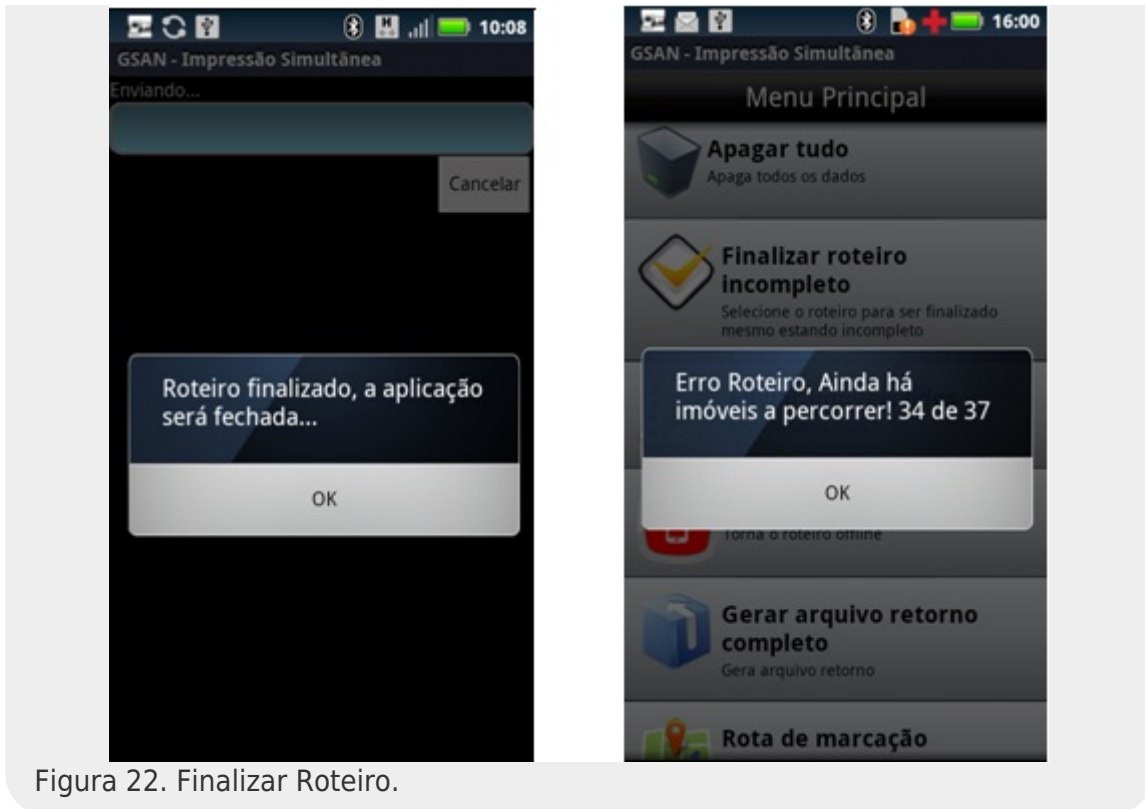 10:08
GSAN - Impressão Simultânea
Enviando...
Cancelar
Roteiro finalizado, a aplicação
será fechada...
OK
16:00
GSAN - Impressão Simultânea
Menu Principal
Apagar tudo
Apaga todos os dados
Finalizar roteiro
incompleto
Selecione o roteiro para ser finalizado
mesmo estando incompleto
Erro Roteiro, Ainda há
imóveis a percorrer! 34 de 37
OK
Torna o roteiro offline
Gerar arquivo retorno
completo
Gera arquivo retorno
Rota de marcação
Figura 22. Finalizar Roteiro.